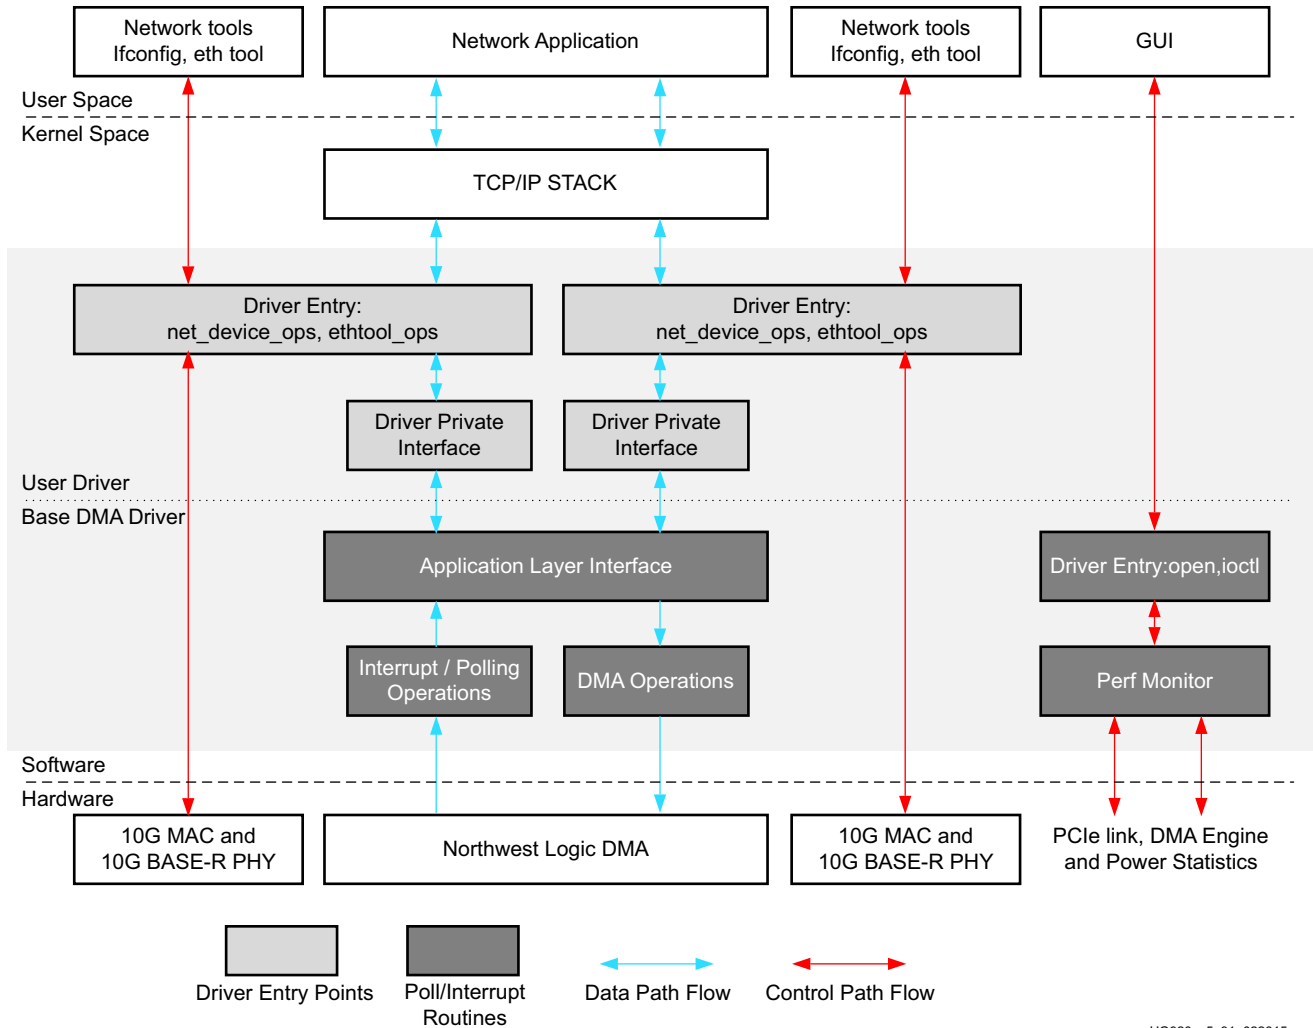 Network tools
Ifconfig, eth tool
Network Application
Network tools
Ifconfig, eth tool
GUI
User Space
Kernel Space
TCP/IP STACK
Driver Entry:
net_device_ops, ethtool_ops
Driver Entry:
net_device_ops, ethtool_ops
Driver Private
Interface
Driver Private
Interface
User Driver
Base DMA Driver
Application Layer Interface
Driver Entry:open,ioctl
Interrupt / Polling
Operations
DMA Operations
Perf Monitor
Software
Hardware
10G MAC and
10G BASE-R PHY
Northwest Logic DMA
10G MAC and
10G BASE-R PHY
PCIe link, DMA Engine
and Power Statistics
Driver Entry Points
Poll/Interrupt
Routines
Data Path Flow
Control Path Flow